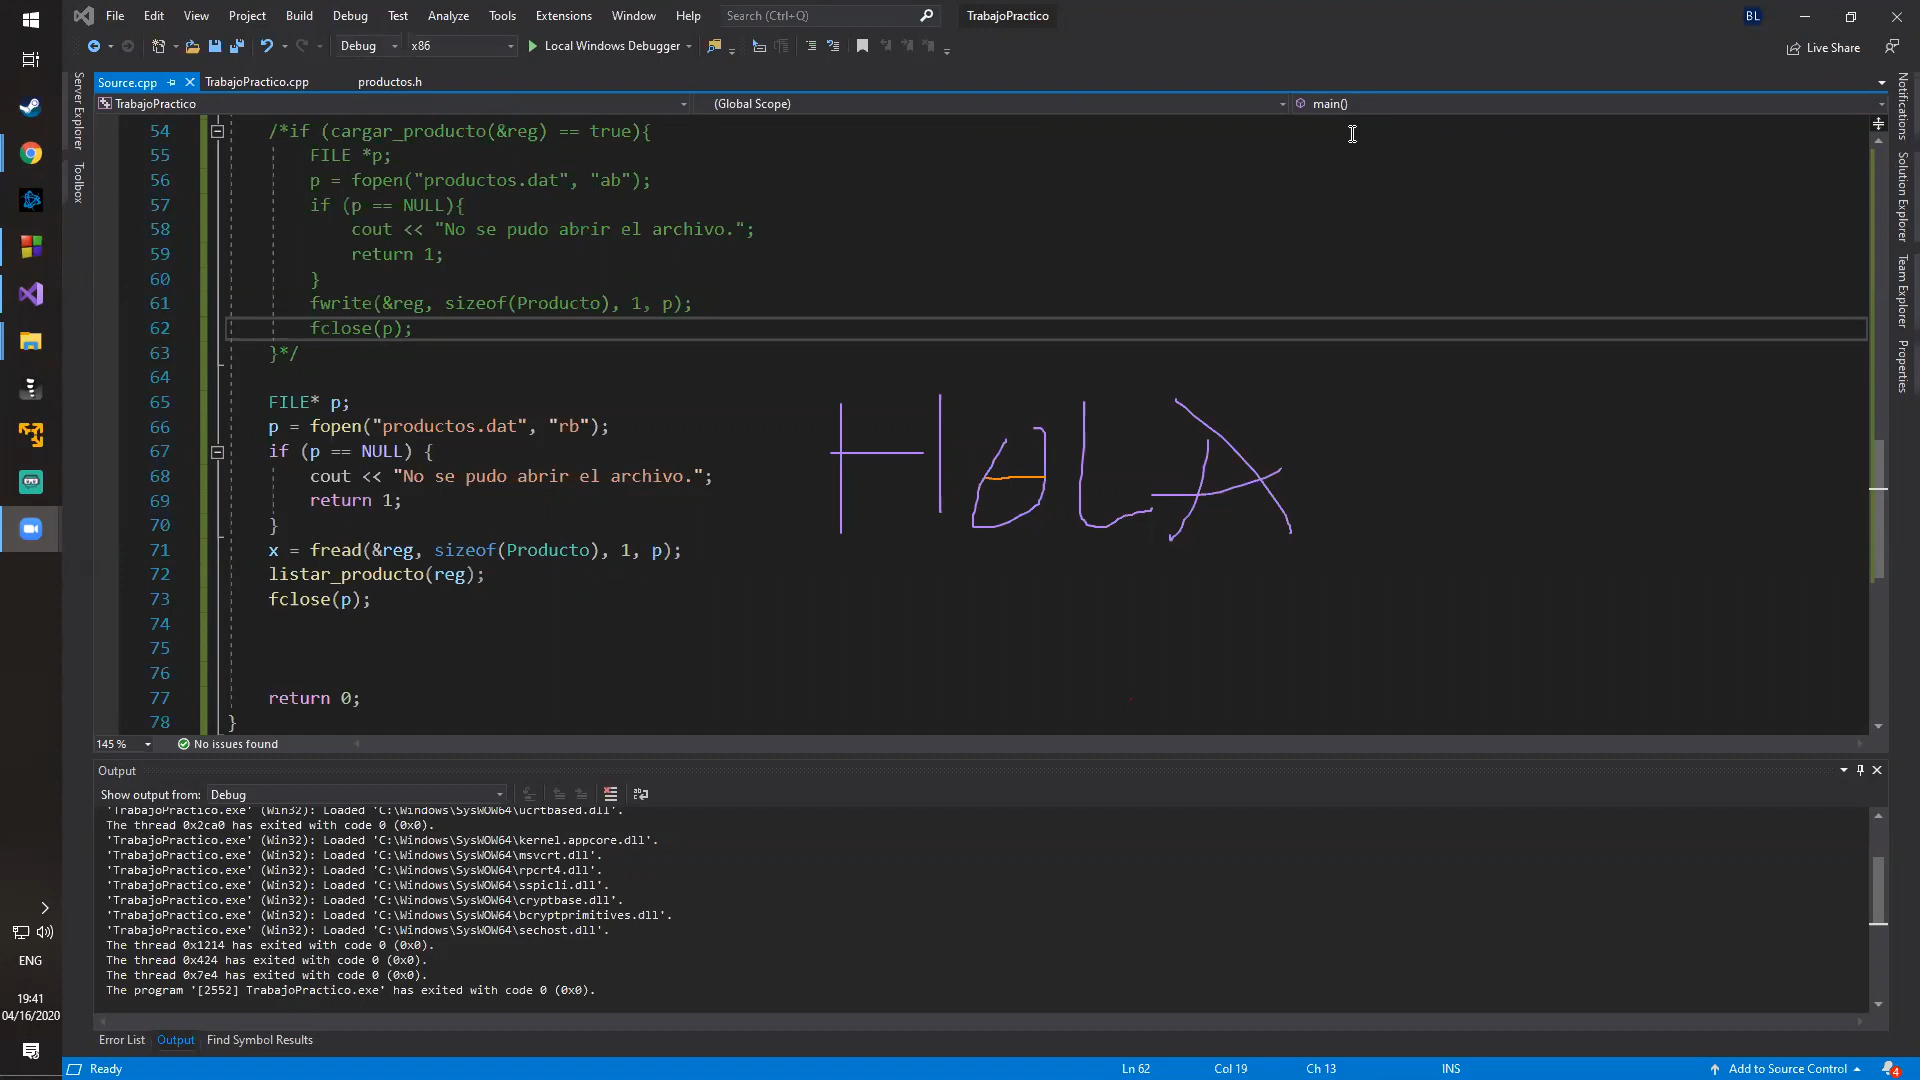 File Edit View Project Build Debug Test Analyze Tools Extensions Window Help Search (Ctrl+Q) TrabajoPractico BL
Debug x86 Local Windows Debugger Live Share
Source.cpp TrabajoPractico.cpp productos.h
TrabajoPractico (Global Scope) main()
Server Explorer
Toolbox
54 /*if (cargar_producto(&reg) == true){
55 FILE *p;
56 p = fopen("productos.dat", "ab");
57 if (p == NULL){
58 cout << "No se pudo abrir el archivo.";
59 return 1;
60 }
61 fwrite(&reg, sizeof(Producto), 1, p);
62 fclose(p);
63 }*/
64
65 FILE* p;
66 p = fopen("productos.dat", "rb");
67 if (p == NULL) {
68 cout << "No se pudo abrir el archivo.";
69 return 1;
70 }
71 x = fread(&reg, sizeof(Producto), 1, p);
72 listar_producto(reg);
73 fclose(p);
74
75
76
77 return 0;
78 }
HOLA
Notifications
Solution Explorer
Team Explorer
Properties
145 % No issues found
Output
Show output from: Debug
'TrabajoPractico.exe' (Win32): Loaded 'C:\Windows\SysWOW64\ucrtbased.dll'.
The thread 0x2ca0 has exited with code 0 (0x0).
'TrabajoPractico.exe' (Win32): Loaded 'C:\Windows\SysWOW64\kernel.appcore.dll'.
'TrabajoPractico.exe' (Win32): Loaded 'C:\Windows\SysWOW64\msvcrt.dll'.
'TrabajoPractico.exe' (Win32): Loaded 'C:\Windows\SysWOW64\rpcrt4.dll'.
'TrabajoPractico.exe' (Win32): Loaded 'C:\Windows\SysWOW64\sspicli.dll'.
'TrabajoPractico.exe' (Win32): Loaded 'C:\Windows\SysWOW64\cryptbase.dll'.
'TrabajoPractico.exe' (Win32): Loaded 'C:\Windows\SysWOW64\bcryptprimitives.dll'.
'TrabajoPractico.exe' (Win32): Loaded 'C:\Windows\SysWOW64\sechost.dll'.
The thread 0x1214 has exited with code 0 (0x0).
The thread 0x424 has exited with code 0 (0x0).
The thread 0x7e4 has exited with code 0 (0x0).
The program '[2552] TrabajoPractico.exe' has exited with code 0 (0x0).
Error List Output Find Symbol Results
ENG
19:41
04/16/2020
Ready Ln 62 Col 19 Ch 13 INS Add to Source Control 4